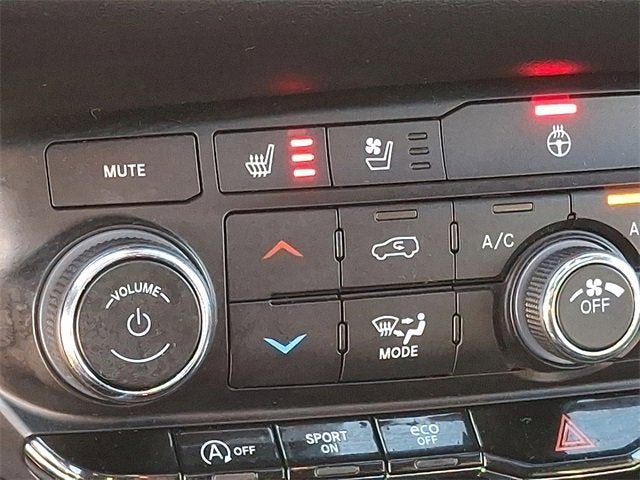 MUTE
A/C
A
VOLUME
OFF
MODE
A OFF
SPORT
ON
eco
OFF